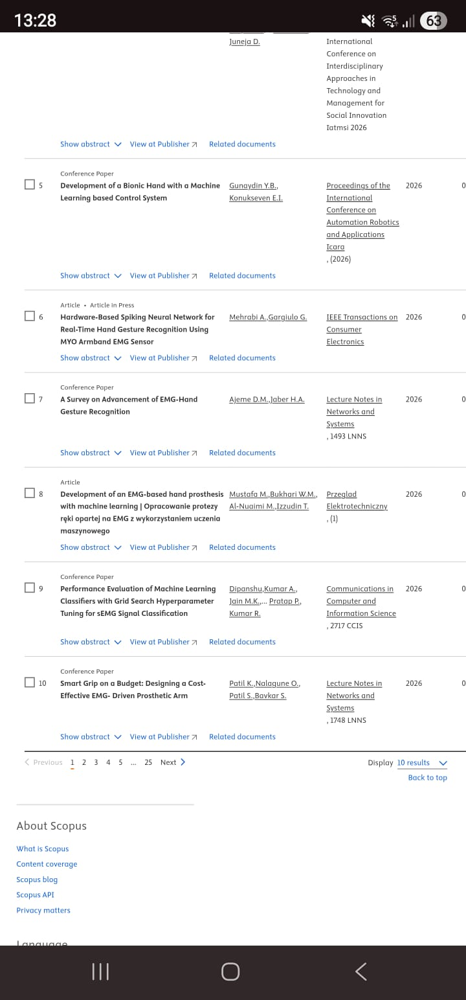 13:28
63
Juneja D.
International
Conference on
Interdisciplinary
Approaches in
Technology and
Management for
Social Innovation
Iatmsi 2026
Show abstract View at Publisher Related documents
Conference Paper
5
Development of a Bionic Hand with a Machine
Learning based Control System
Gunaydin Y.B.,
Konukseven E.I.
Proceedings of the
International
Conference on
Automation Robotics
and Applications
Icara
, (2026)
2026
0
Show abstract View at Publisher Related documents
Article • Article in Press
6
Hardware-Based Spiking Neural Network for
Real-Time Hand Gesture Recognition Using
MYO Armband EMG Sensor
Mehrabi A.,Gargiulo G.
IEEE Transactions on
Consumer
Electronics
2026
0
Show abstract View at Publisher Related documents
Conference Paper
7
A Survey on Advancement of EMG-Hand
Gesture Recognition
Ajeme D.M.,Jaber H.A.
Lecture Notes in
Networks and
Systems
, 1493 LNNS
2026
0
Show abstract View at Publisher Related documents
Article
8
Development of an EMG-based hand prosthesis
with machine learning | Opracowanie protezy
ręki opartej na EMG z wykorzystaniem uczenia
maszynowego
Mustafa M.,Bukhari W.M.,
Al-Nuaimi M.,Izzudin T.
Przeglad
Elektrotechniczny
, (1)
2026
0
Show abstract View at Publisher Related documents
Conference Paper
9
Performance Evaluation of Machine Learning
Classifiers with Grid Search Hyperparameter
Tuning for sEMG Signal Classification
Dipanshu,Kumar A.,
Jain M.K.,... Pratap P.,
Kumar R.
Communications in
Computer and
Information Science
, 2717 CCIS
2026
0
Show abstract View at Publisher Related documents
Conference Paper
10
Smart Grip on a Budget: Designing a Cost-
Effective EMG- Driven Prosthetic Arm
Patil K.,Nalagune O.,
Patil S.,Bavkar S.
Lecture Notes in
Networks and
Systems
, 1748 LNNS
2026
0
Show abstract View at Publisher Related documents
Previous 1 2 3 4 5 ... 25 Next
Display 10 results
Back to top
About Scopus
What is Scopus
Content coverage
Scopus blog
Scopus API
Privacy matters
Language